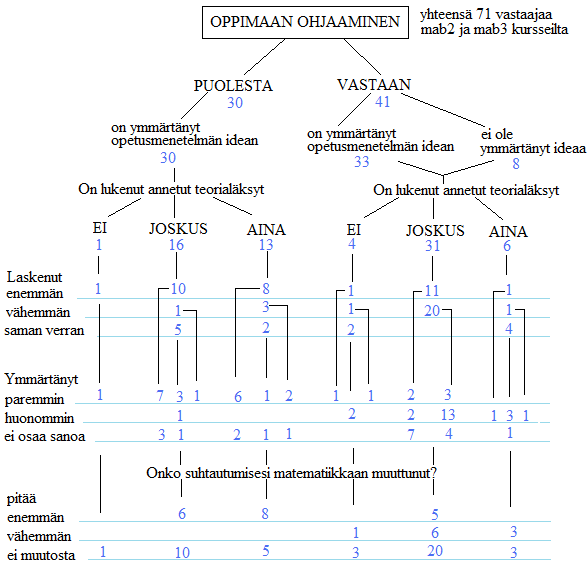 OPPIMAAN OHJAAMINEN
yhteensä 71 vastaajaa
mab2 ja mab3 kursseilta
PUOLESTA VASTAAN
30 41
on ymmärtänyt
opetusmenetelmän idean
30
on ymmärtänyt
opetusmenetelmän idean
33
ei ole
ymmärtänyt ideaa
8
On lukenut annetut teorialäksyt On lukenut annetut teorialäksyt
EI JOSKUS AINA EI JOSKUS AINA
1 16 13 4 31 6
Laskenut
enemmän 1 10 8 1 11 1
vähemmän 1 3 1 20 1
saman verran 5 2 2 4
Ymmärtänyt
paremmin 1 7 3 1 6 1 2 1 1 2 3
huonommin 1 2 2 13 1 3 1
ei osaa sanoa 3 1 2 1 1 7 4 1
Onko suhtautumisesi matematiikkaan muuttunut?
pitää
enemmän 6 8 5
vähemmän 1 6 3
ei muutosta 1 10 5 3 20 3